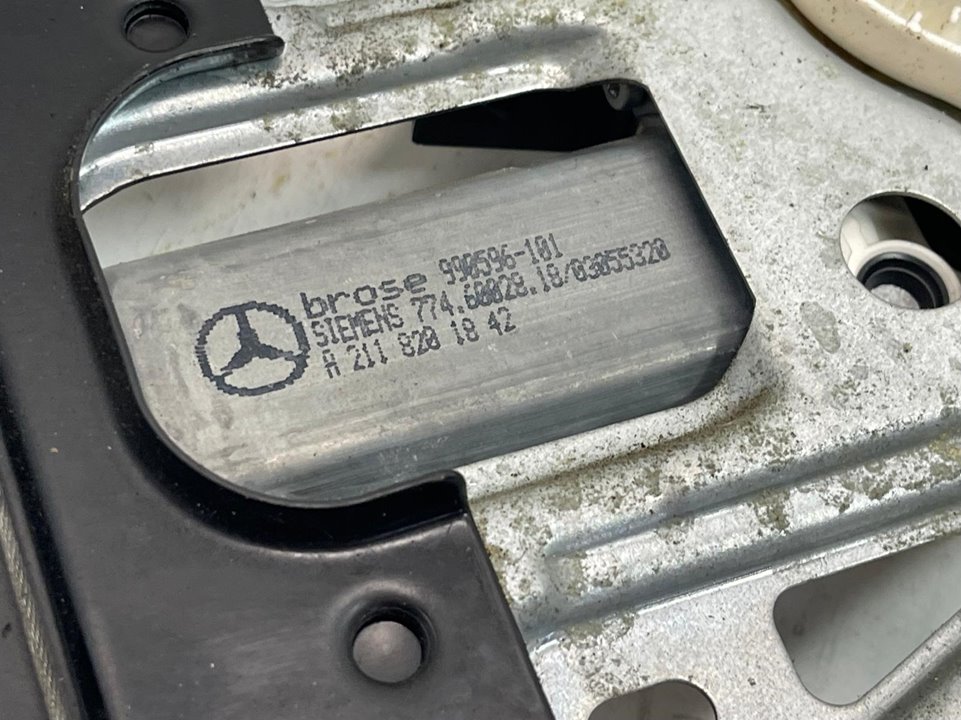 brose 990596-101
SIEMENS 774.60028.18/03055320
A 211 820 18 42